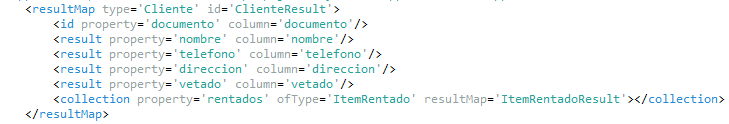 <resultMap type='Cliente' id='ClienteResult'>
<id property='documento' column='documento'/>
<result property='nombre' column='nombre'/>
<result property='telefono' column='telefono'/>
<result property='direccion' column='direccion'/>
<result property='vetado' column='vetado'/>
<collection property='rentados' ofType='ItemRentado' resultMap='ItemRentadoResult'></collection>
</resultMap>